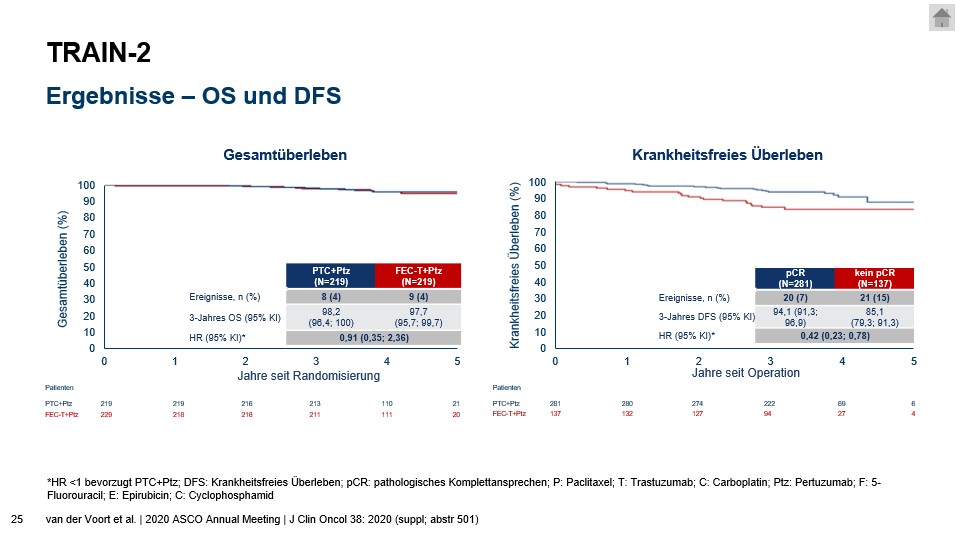 TRAIN-2
Ergebnisse – OS und DFS
Gesamtüberleben
Gesamtüberleben (%)
100
90
80
70
60
50
40
30
20
10
0
PTC+Ptz
(N=219)
FEC-T+Ptz
(N=219)
Ereignisse, n (%)
8 (4)
9 (4)
3-Jahres OS (95% KI)
98,2
(96,4; 100)
97,7
(95,7; 99,7)
HR (95% KI)*
0,91 (0,35; 2,36)
0 1 2 3 4 5
Jahre seit Randomisierung
Patienten
PTC+Ptz 219 219 216 213 110 21
FEC-T+Ptz 229 218 218 211 111 20
Krankheitsfreies Überleben
Krankheitsfreies Überleben (%)
100
90
80
70
60
50
40
30
20
10
0
pCR
(N=281)
kein pCR
(N=137)
Ereignisse, n (%)
20 (7)
21 (15)
3-Jahres DFS (95% KI)
94,1 (91,3;
96,9)
85,1
(79,3; 91,3)
HR (95% KI)*
0,42 (0,23; 0,78)
0 1 2 3 4 5
Jahre seit Operation
Patienten
PTC+Ptz 281 280 274 222 69 6
FEC-T+Ptz 137 132 127 94 27 4
*HR <1 bevorzugt PTC+Ptz; DFS: Krankheitsfreies Überleben; pCR: pathologisches Komplettansprechen; P: Paclitaxel; T: Trastuzumab; C: Carboplatin; Ptz: Pertuzumab; F: 5-
Fluorouracil; E: Epirubicin; C: Cyclophosphamid
25 van der Voort et al. | 2020 ASCO Annual Meeting | J Clin Oncol 38: 2020 (suppl; abstr 501)